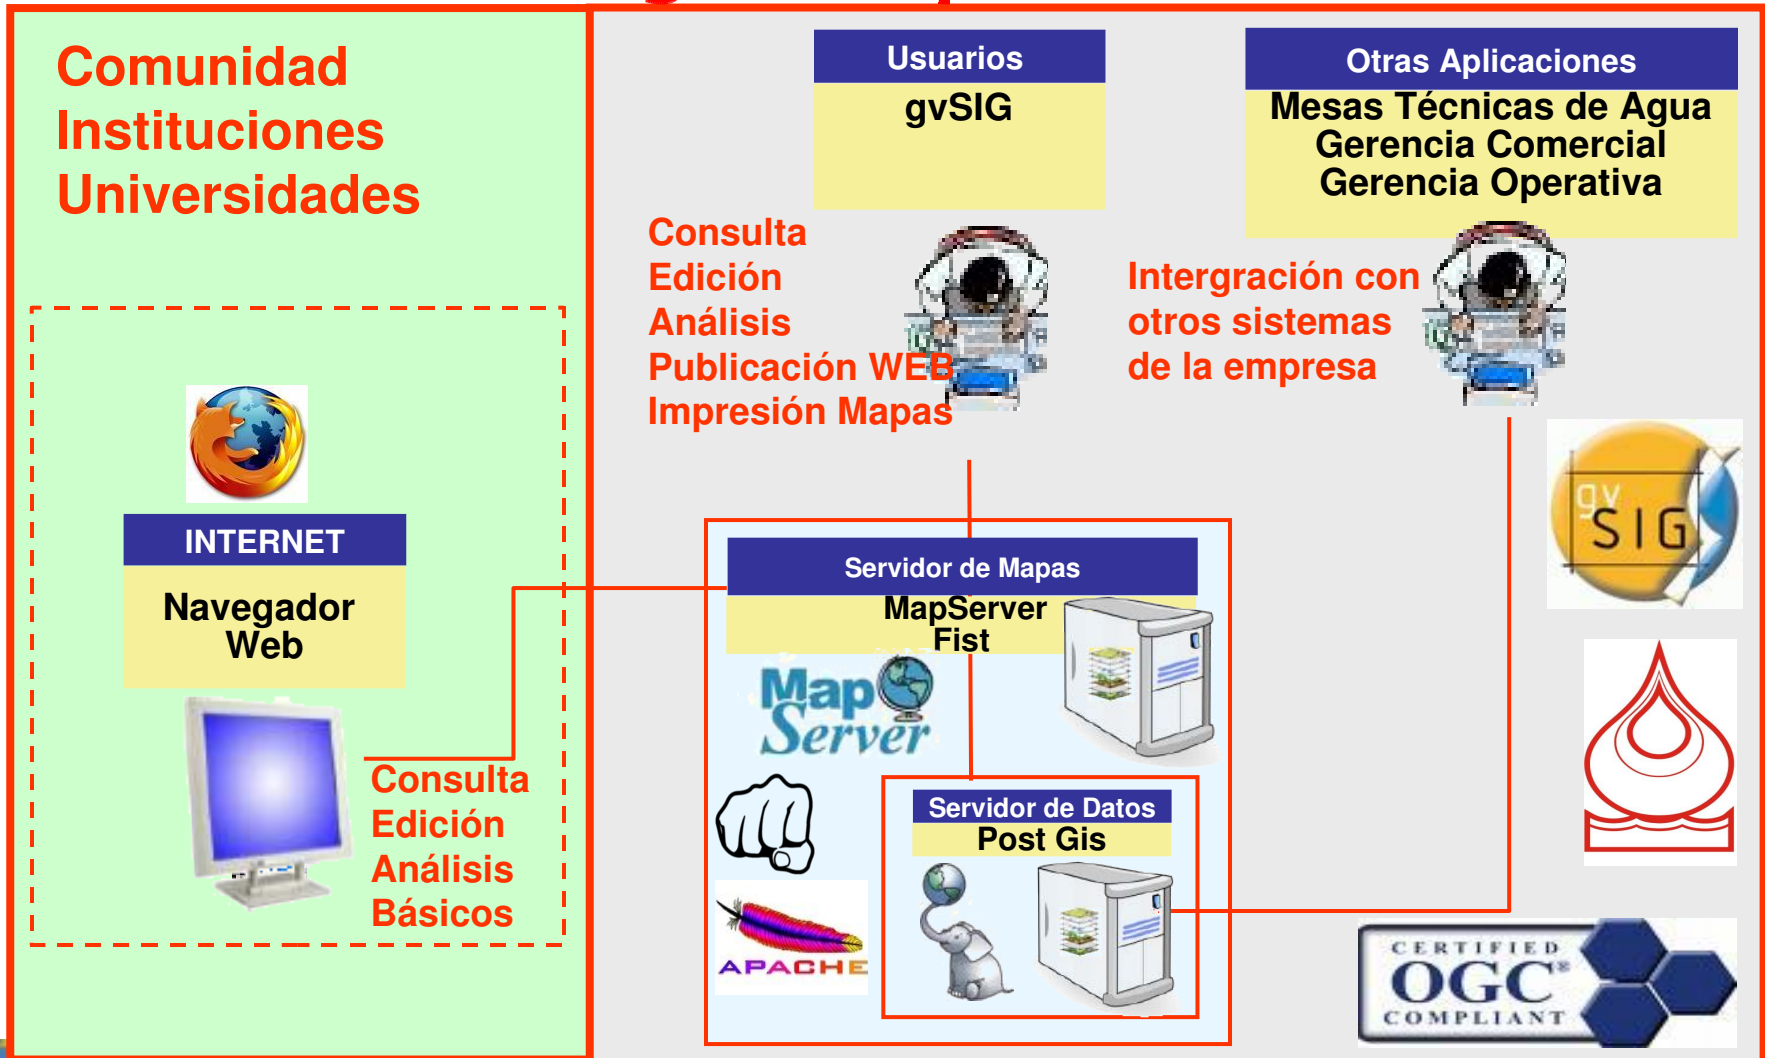 Comunidad
Instituciones
Universidades
INTERNET
Navegador
Web
Consulta
Edición
Análisis
Básicos
Usuarios
gvSIG
Consulta
Edición
Análisis
Publicación WEB
Impresión Mapas
Otras Aplicaciones
Mesas Técnicas de Agua
Gerencia Comercial
Gerencia Operativa
Intergración con
otros sistemas
de la empresa
Servidor de Mapas
MapServer
Fist
Map
Server
APACHE
Servidor de Datos
Post Gis
gv
SIG
CERTIFIED
OGC®
COMPLIANT